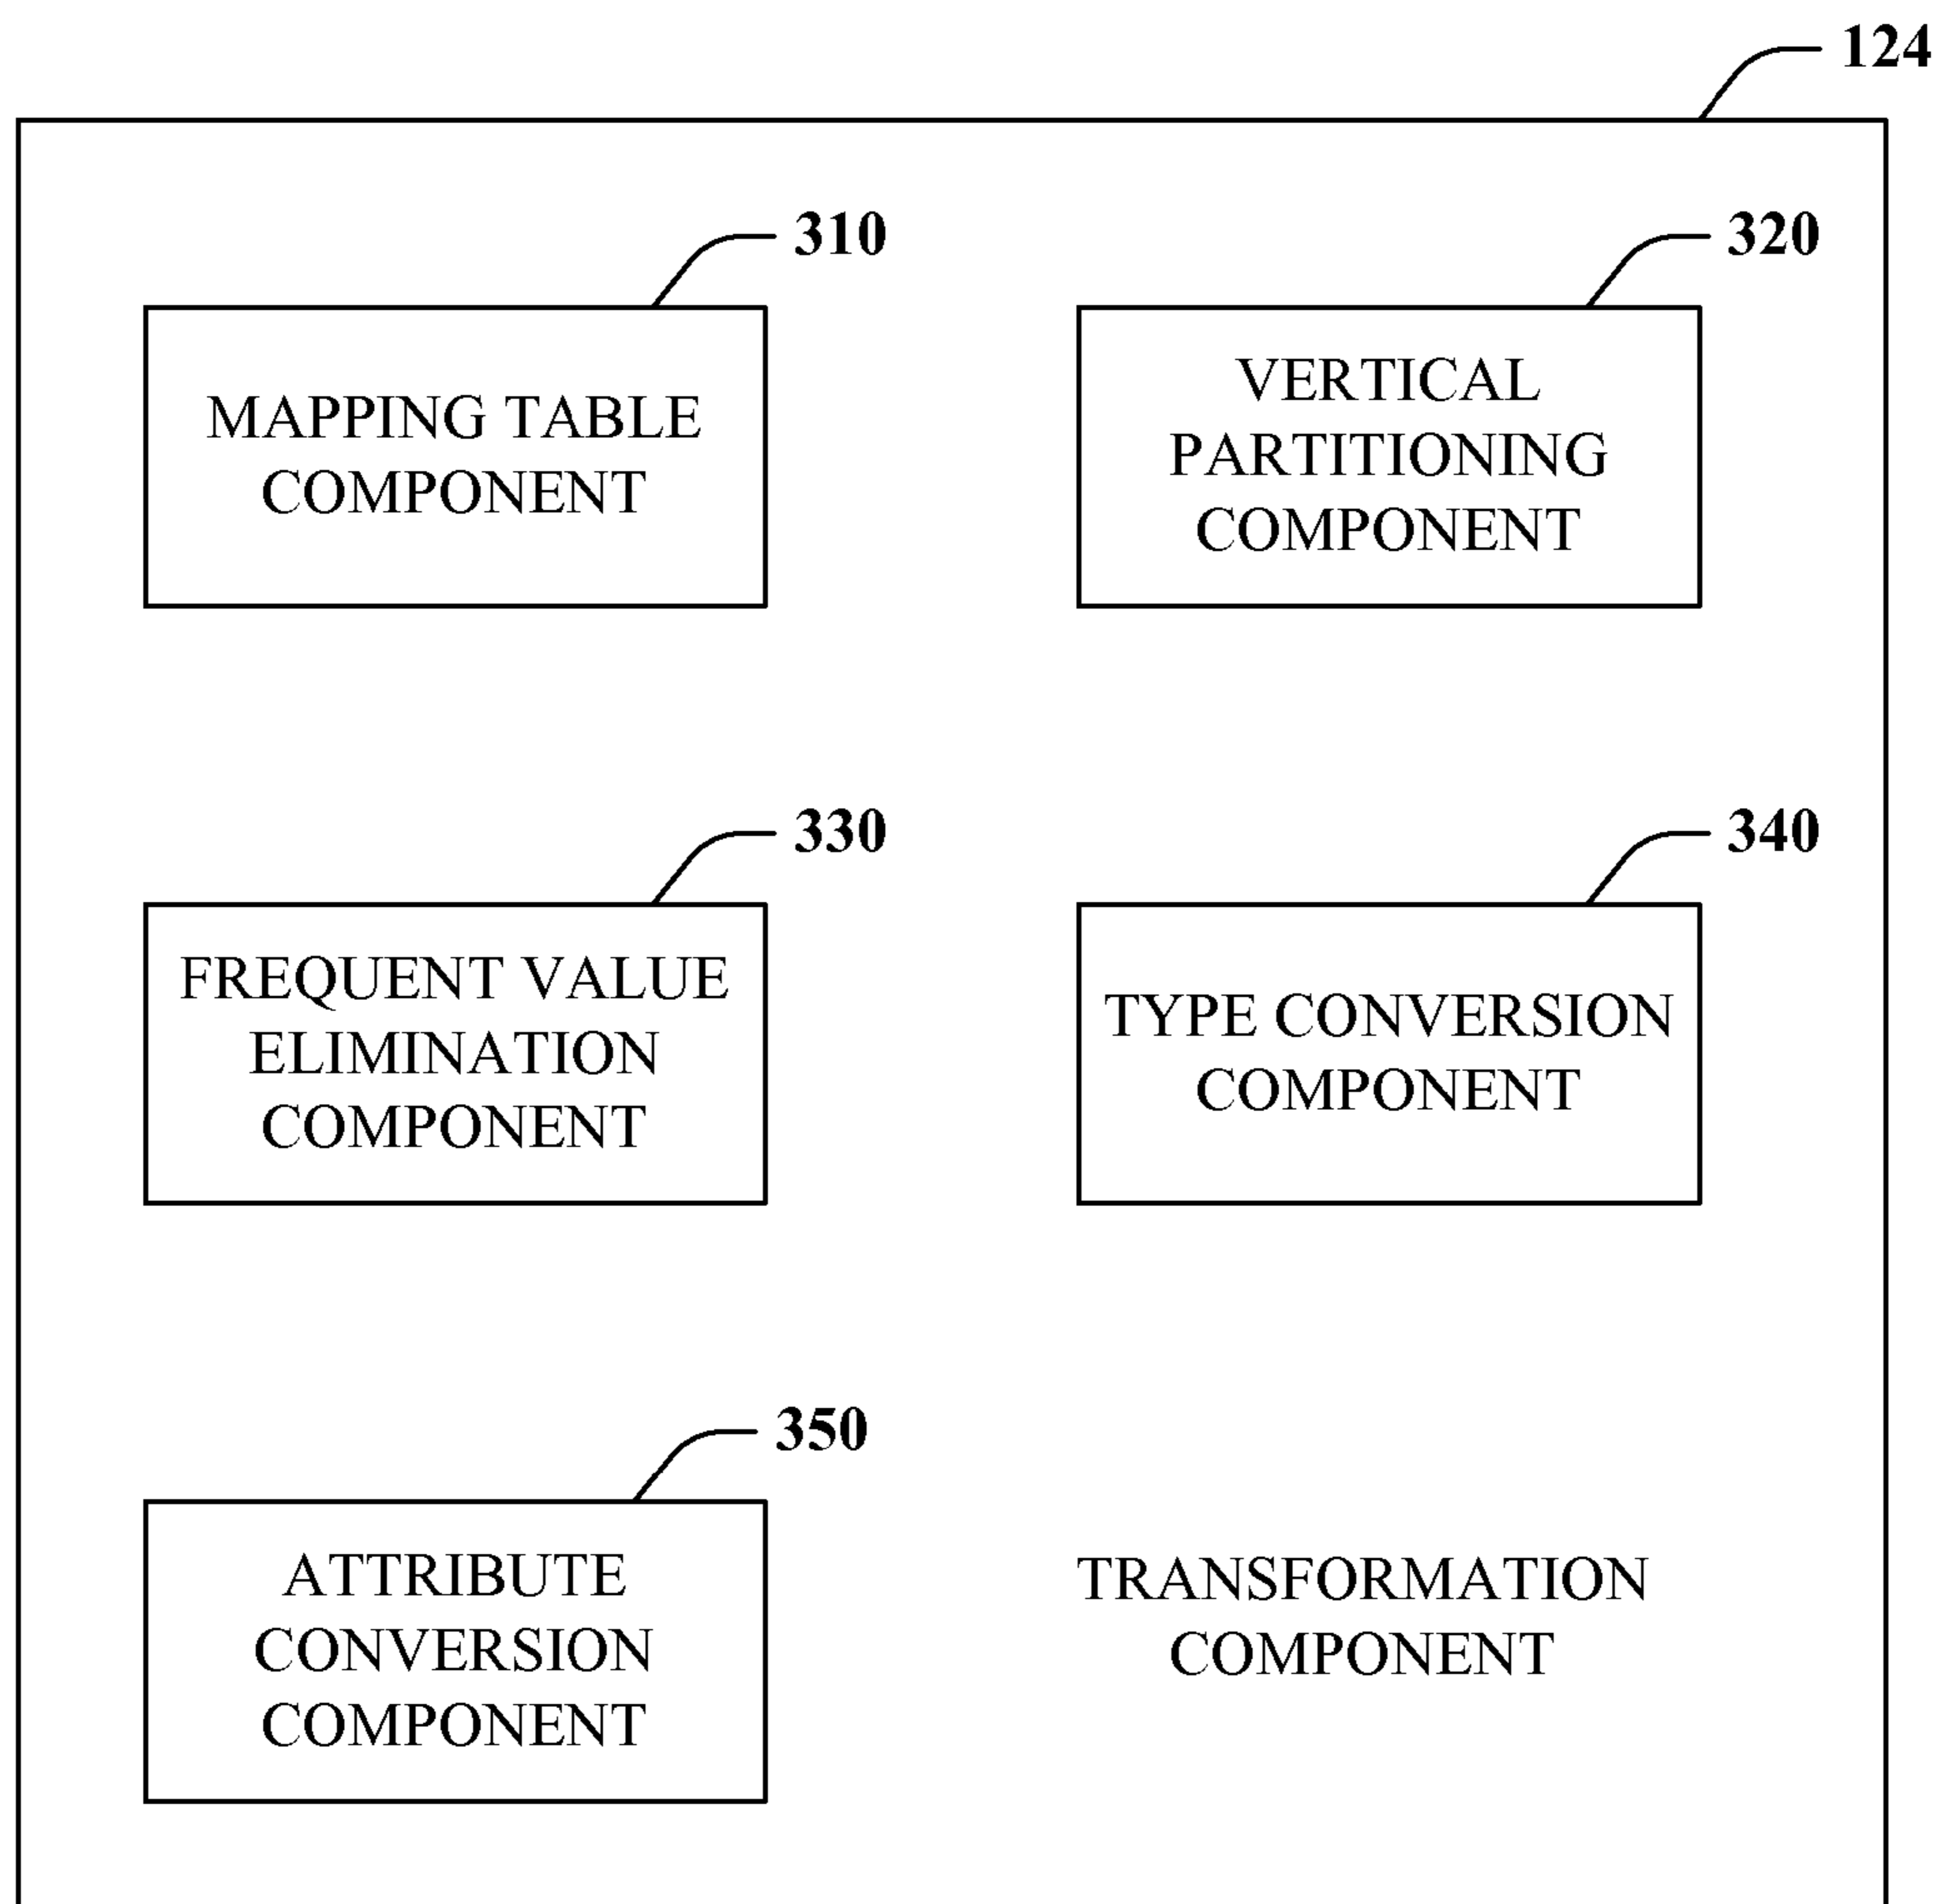 124
310
320
MAPPING TABLE
COMPONENT
VERTICAL
PARTITIONING
COMPONENT
330
340
FREQUENT VALUE
ELIMINATION
COMPONENT
TYPE CONVERSION
COMPONENT
350
ATTRIBUTE
CONVERSION
COMPONENT
TRANSFORMATION
COMPONENT